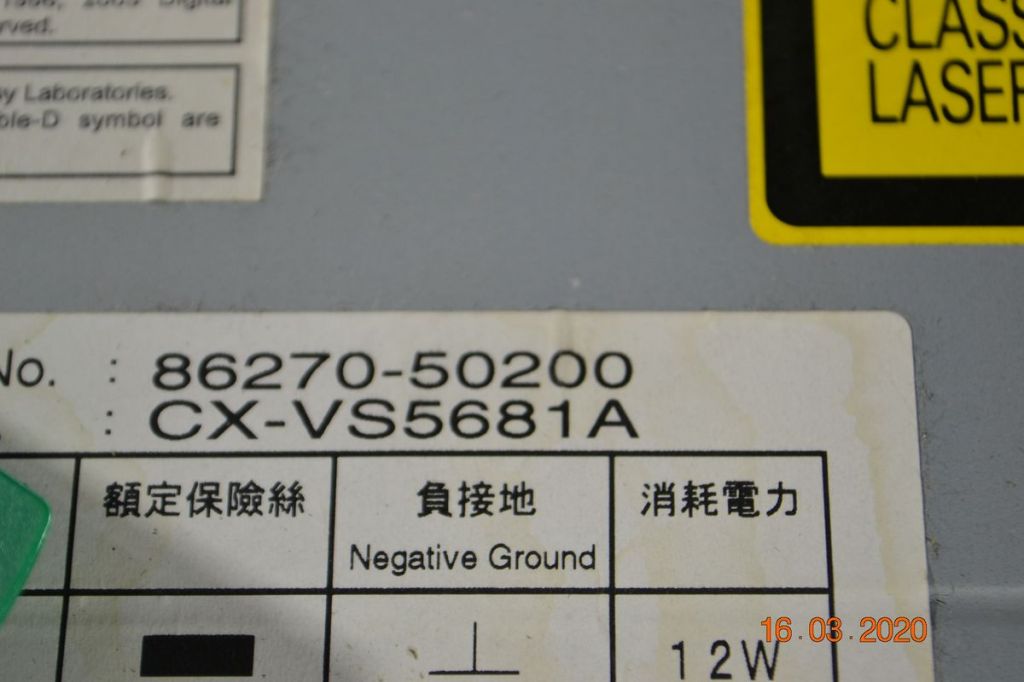 Digital
rved.
Laboratories.
symbol are
CLASS
LASER
No. : 86270-50200
: CX-VS5681A
額定保險絲 負接地 消耗電力
Negative Ground
12W
16.03.2020